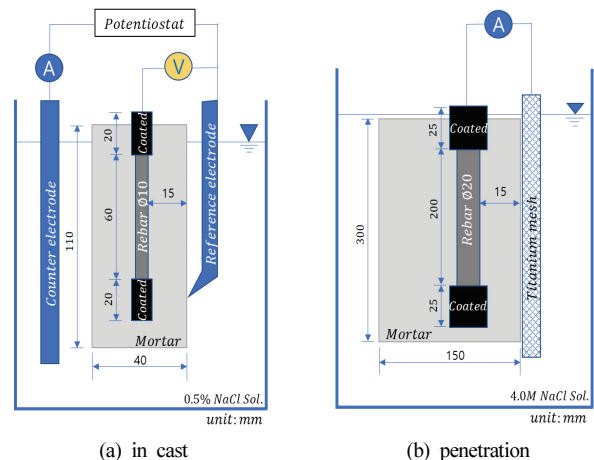 Potentiostat
A
V
20
Coated
Counter electrode
110
60
Rebar Ø10
15
Reference electrode
20
Coated
Mortar
40
0.5% NaCl Sol.
unit: mm
(a) in cast
A
25
Coated
300
200
Rebar Ø20
15
Titanium mesh
25
Coated
Mortar
150
4.0M NaCl Sol.
unit: mm
(b) penetration